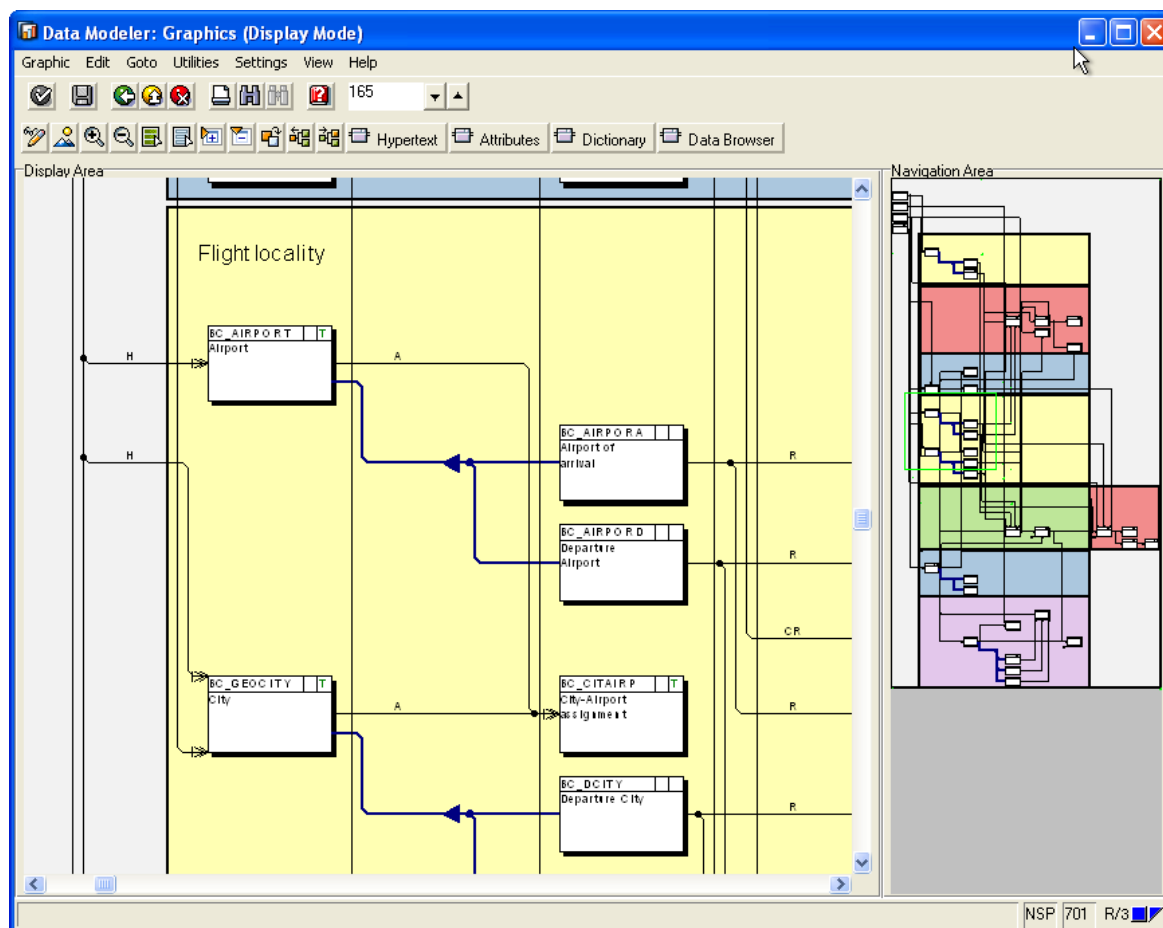 Data Modeler: Graphics (Display Mode)
Graphic Edit Goto Utilities Settings View Help
165
Hypertext Attributes Dictionary Data Browser
Display Area
Navigation Area
Flight locality
BC_AIRPORT T
Airport
H
A
BC_AIRPORA
Airport of
arrival
H
R
BC_AIRPORD
Departure
Airport
R
CR
BC_GEOCITY T
City
A
BC_CITAIRP T
City-Airport
assignment
R
BC_DCITY
Departure City
R
NSP 701 R/3